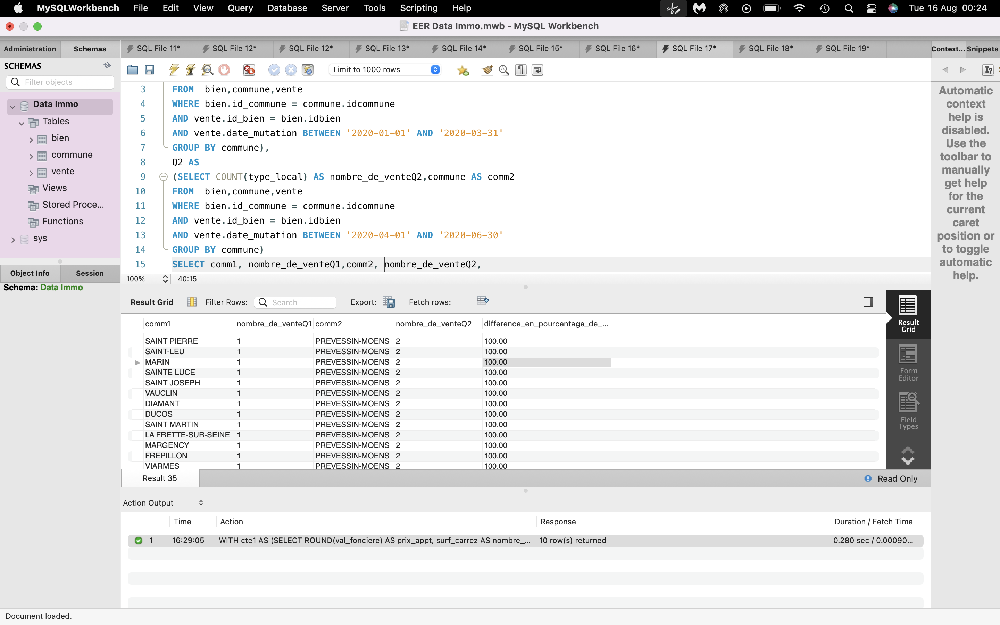 MySQLWorkbench File Edit View Query Database Server Tools Scripting Help Tue 16 Aug 00:24
EER Data Immo.mwb - MySQL Workbench
Administration Schemas SQL File 11* SQL File 12* SQL File 12* SQL File 13* SQL File 14* SQL File 15* SQL File 16* SQL File 17* SQL File 18* SQL File 19* Context... Snippets
SCHEMAS
Filter objects
Data Immo
Tables
bien
commune
vente
Views
Stored Proce...
Functions
sys
Object Info Session
Schema: Data Immo
Limit to 1000 rows
3 FROM bien,commune,vente
4 WHERE bien.id_commune = commune.idcommune
5 AND vente.id_bien = bien.idbien
6 AND vente.date_mutation BETWEEN '2020-01-01' AND '2020-03-31'
7 GROUP BY commune),
8 Q2 AS
9 (SELECT COUNT(type_local) AS nombre_de_venteQ2,commune AS comm2
10 FROM bien,commune,vente
11 WHERE bien.id_commune = commune.idcommune
12 AND vente.id_bien = bien.idbien
13 AND vente.date_mutation BETWEEN '2020-04-01' AND '2020-06-30'
14 GROUP BY commune)
15 SELECT comm1, nombre_de_venteQ1,comm2, nombre_de_venteQ2,
100% 40:15
Automatic
context
help is
disabled.
Use the
toolbar to
manually
get help
for the
current
caret
position or
to toggle
automatic
help.
Result Grid Filter Rows: Search Export: Fetch rows:
comm1 nombre_de_venteQ1 comm2 nombre_de_venteQ2 difference_en_pourcentage_de_...
SAINT PIERRE 1 PREVESSIN-MOENS 2 100.00
SAINT-LEU 1 PREVESSIN-MOENS 2 100.00
MARIN 1 PREVESSIN-MOENS 2 100.00
SAINTE LUCE 1 PREVESSIN-MOENS 2 100.00
SAINT JOSEPH 1 PREVESSIN-MOENS 2 100.00
VAUCLIN 1 PREVESSIN-MOENS 2 100.00
DIAMANT 1 PREVESSIN-MOENS 2 100.00
DUCOS 1 PREVESSIN-MOENS 2 100.00
SAINT MARTIN 1 PREVESSIN-MOENS 2 100.00
LA FRETTE-SUR-SEINE 1 PREVESSIN-MOENS 2 100.00
MARGENCY 1 PREVESSIN-MOENS 2 100.00
FREPILLON 1 PREVESSIN-MOENS 2 100.00
VIARMES 1 PREVESSIN-MOENS 2 100.00
Result
Grid
Form
Editor
Field
Types
Result 35 Read Only
Action Output
Time Action Response Duration / Fetch Time
1 16:29:05 WITH cte1 AS (SELECT ROUND(val_fonciere) AS prix_appt, surf_carrez AS nombre_... 10 row(s) returned 0.280 sec / 0.00090...
Document loaded.